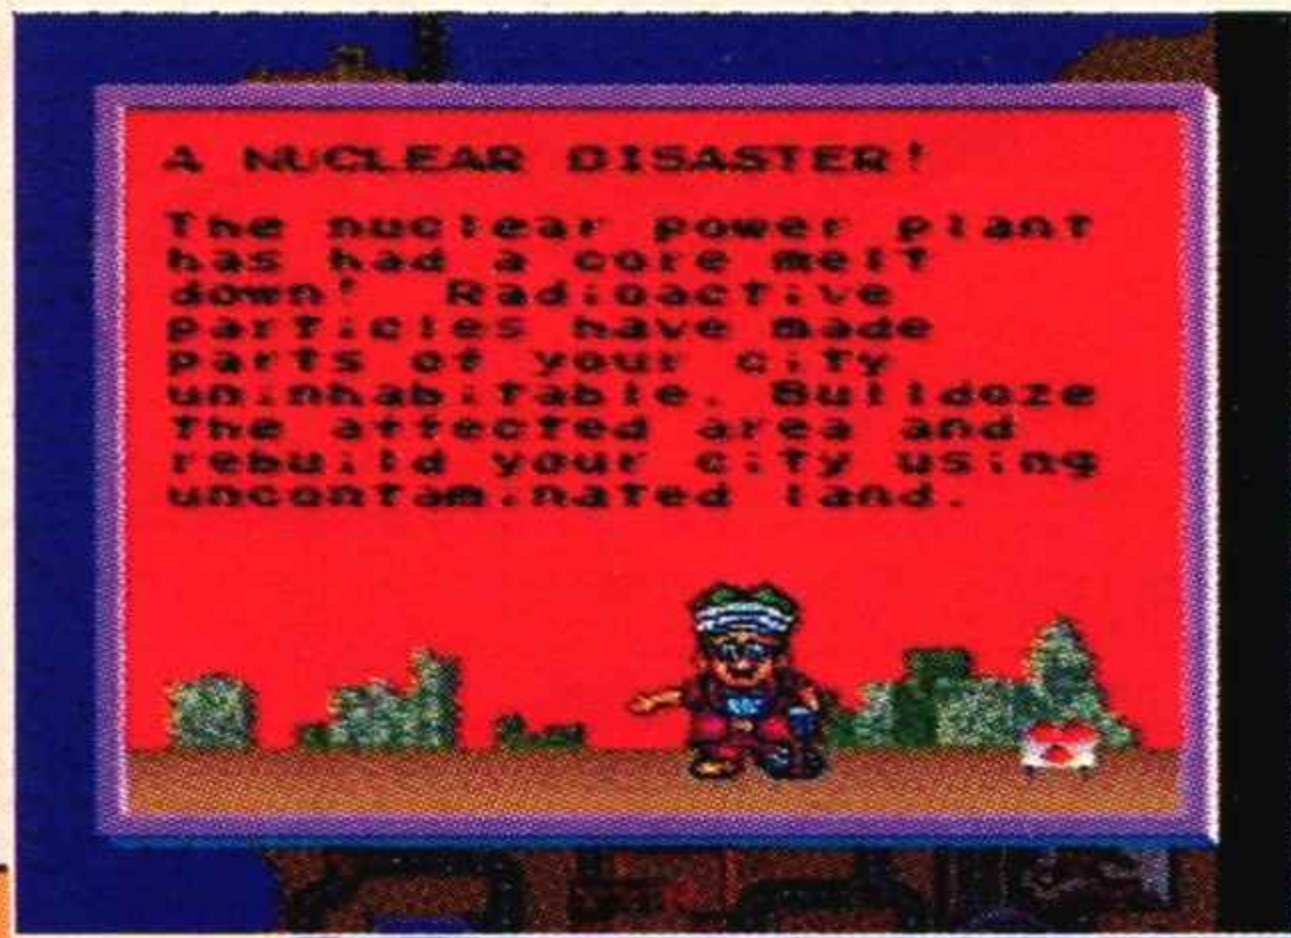 A NUCLEAR DISASTER!
The nuclear power plant
has had a core melt
down! Radioactive
particles have made
parts of your city
uninhabitable. Bulldoze
the affected area and
rebuild your city using
uncontaminated land.